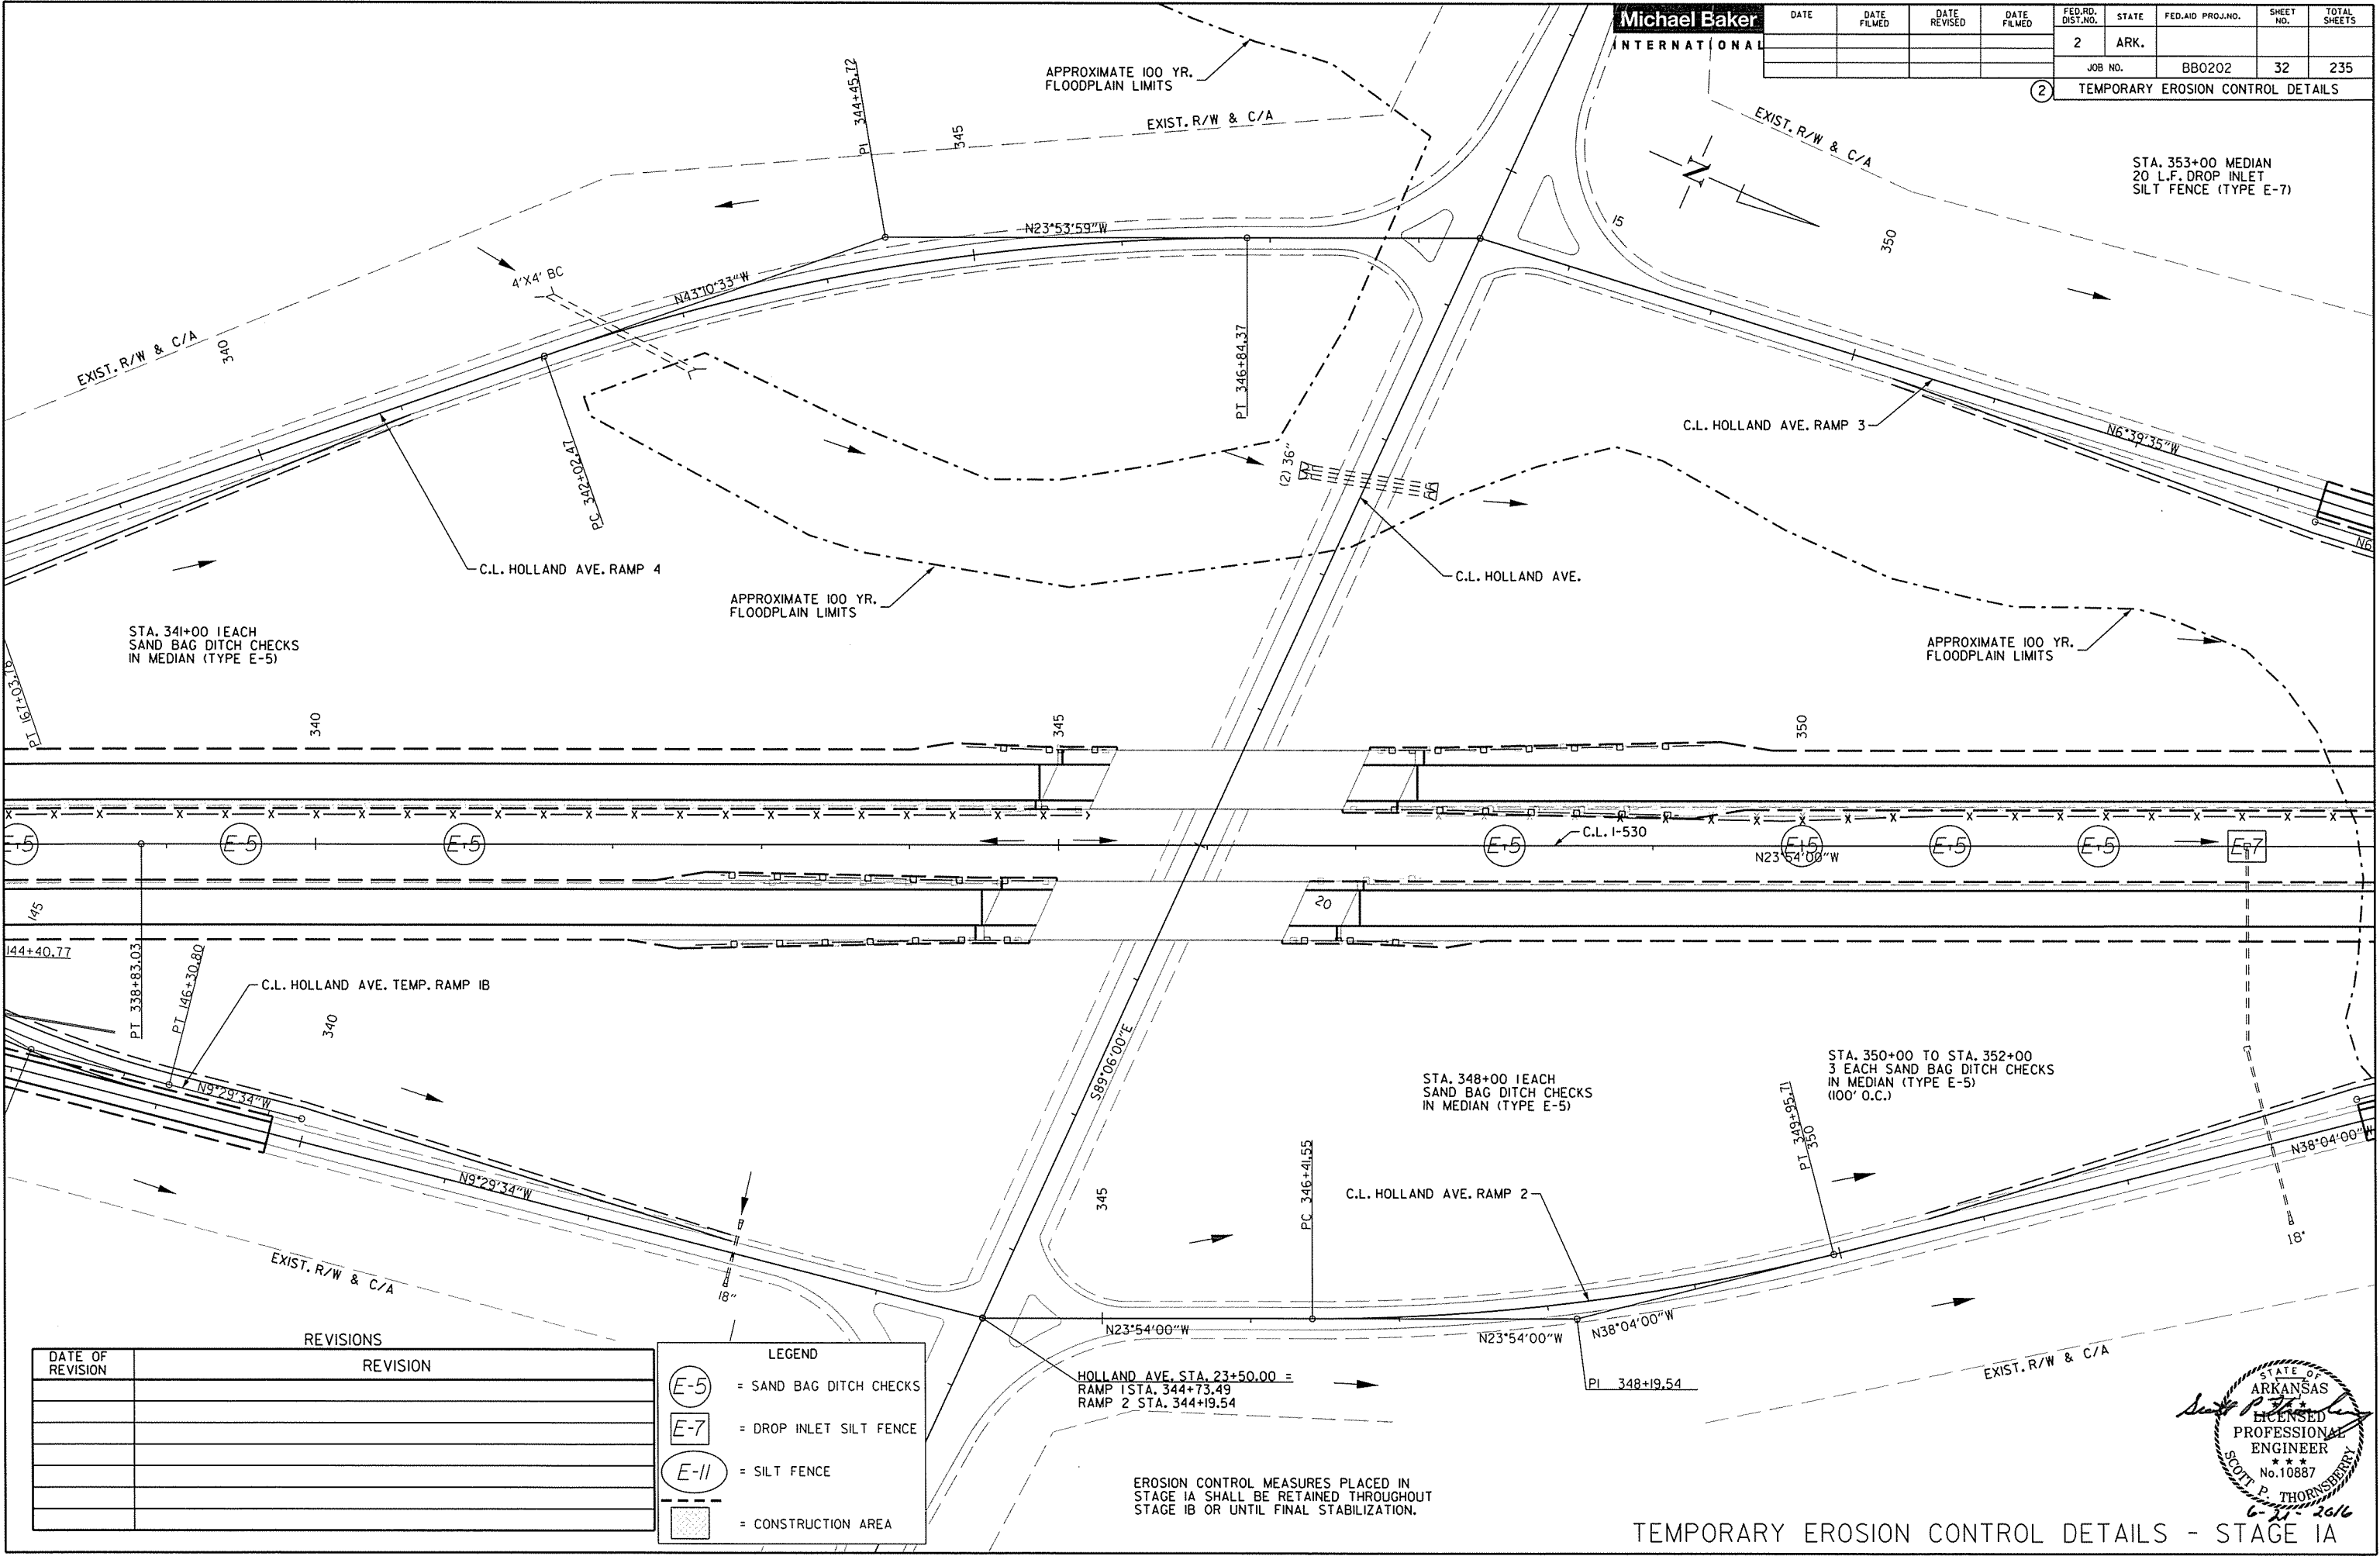 Michael Baker
INTERNATIONAL
DATE
DATE FILMED
DATE REVISED
DATE FILMED
FED.RD. DIST.NO.
STATE
FED.AID PROJ.NO.
SHEET NO.
TOTAL SHEETS
2
ARK.
JOB NO.
BB0202
32
235
2
TEMPORARY EROSION CONTROL DETAILS
APPROXIMATE 100 YR.
FLOODPLAIN LIMITS
PI 344+45.72
345
EXIST. R/W & C/A
EXIST. R/W & C/A
STA. 353+00 MEDIAN
20 L.F. DROP INLET
SILT FENCE (TYPE E-7)
N
15
350
N23°53'59"W
4'X4' BC
N43°10'33"W
EXIST. R/W & C/A
340
PT 346+84.37
C.L. HOLLAND AVE. RAMP 3
N6°39'35"W
PC 342+02.47
(2) 36"
N6
C.L. HOLLAND AVE. RAMP 4
C.L. HOLLAND AVE.
APPROXIMATE 100 YR.
FLOODPLAIN LIMITS
STA. 341+00 1 EACH
SAND BAG DITCH CHECKS
IN MEDIAN (TYPE E-5)
APPROXIMATE 100 YR.
FLOODPLAIN LIMITS
PT 167+03.78
340
345
350
E-5
E-5
E-5
E-5
C.L. I-530
E-5
N23°54'00"W
E-5
E-5
E-7
145
20
144+40.77
PT 338+83.03
PT 146+30.80
C.L. HOLLAND AVE. TEMP. RAMP 1B
340
N9°29'34"W
S89°06'00"E
STA. 348+00 1 EACH
SAND BAG DITCH CHECKS
IN MEDIAN (TYPE E-5)
STA. 350+00 TO STA. 352+00
3 EACH SAND BAG DITCH CHECKS
IN MEDIAN (TYPE E-5)
(100' O.C.)
PT 349+95.71
350
N38°04'00"W
N9°29'34"W
345
PC 346+41.55
C.L. HOLLAND AVE. RAMP 2
18"
EXIST. R/W & C/A
18"
N23°54'00"W
N23°54'00"W
N38°04'00"W
EXIST. R/W & C/A
HOLLAND AVE. STA. 23+50.00 =
RAMP 1 STA. 344+73.49
RAMP 2 STA. 344+19.54
PI 348+19.54
REVISIONS
DATE OF REVISION
REVISION
LEGEND
E-5 = SAND BAG DITCH CHECKS
E-7 = DROP INLET SILT FENCE
E-11 = SILT FENCE
= CONSTRUCTION AREA
EROSION CONTROL MEASURES PLACED IN
STAGE 1A SHALL BE RETAINED THROUGHOUT
STAGE 1B OR UNTIL FINAL STABILIZATION.
STATE OF
ARKANSAS
LICENSED
PROFESSIONAL
ENGINEER
No.10887
SCOTT P. THORNSBERRY
6-21-2016
TEMPORARY EROSION CONTROL DETAILS - STAGE 1A